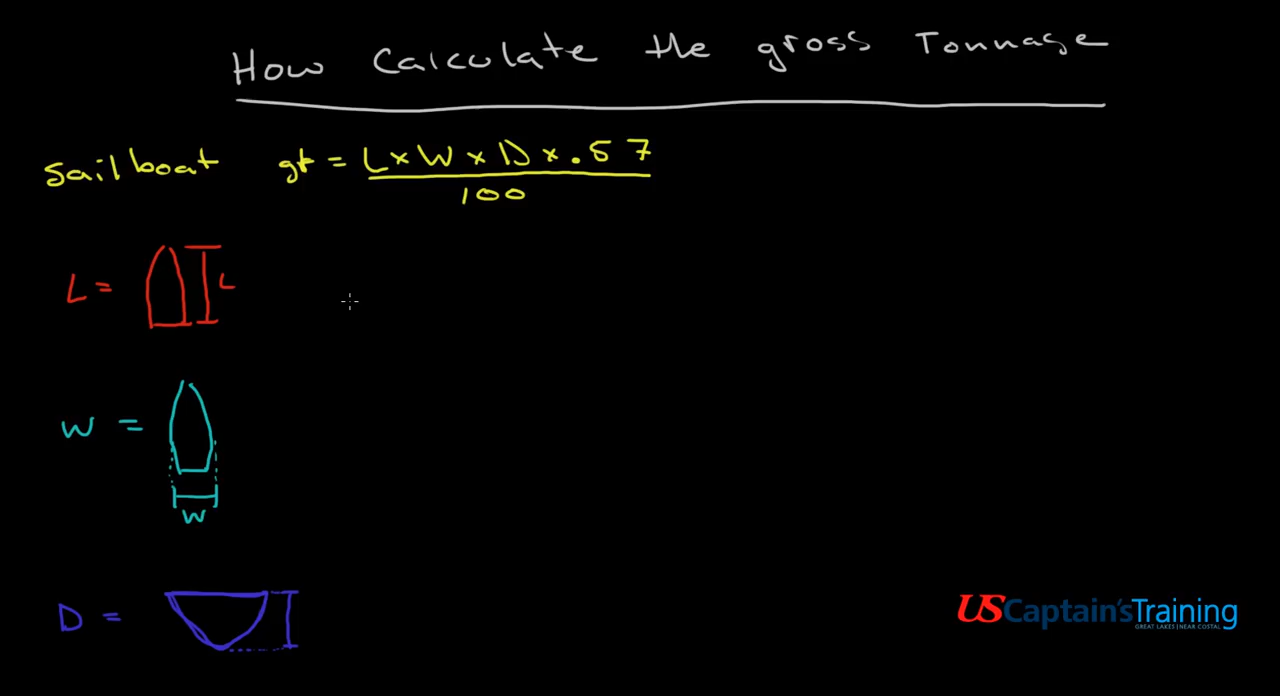 How Calculate the gross Tonnage
sailboat gt = L x W x D x .57
100
L = L
W =
W
D =
USCaptain'sTraining
GREAT LAKES | NEAR COSTAL